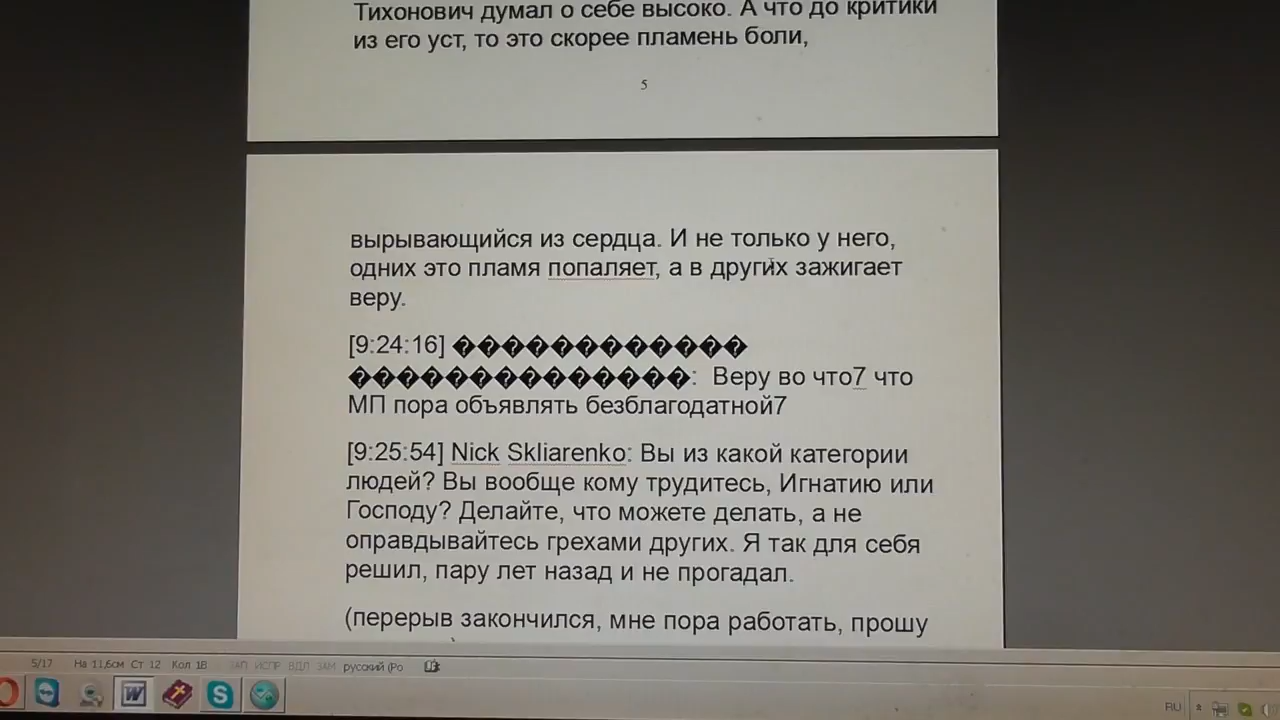 Тихонович думал о себе высоко. А что до критики
из его уст, то это скорее пламень боли,
5
вырывающийся из сердца. И не только у него,
одних это пламя попаляет, а в других зажигает
веру.
[9:24:16] ������������
��������������: Веру во что7 что
МП пора объявлять безблагодатной7
[9:25:54] Nick Skliarenko: Вы из какой категории
людей? Вы вообще кому трудитесь, Игнатию или
Господу? Делайте, что можете делать, а не
оправдывайтесь грехами других. Я так для себя
решил, пару лет назад и не прогадал.
(перерыв закончился, мне пора работать, прошу
5/17 На 11,6см Ст 12 Кол 18 ЗАП ИСПР ВДЛ ЗАМ русский (Ро
RU